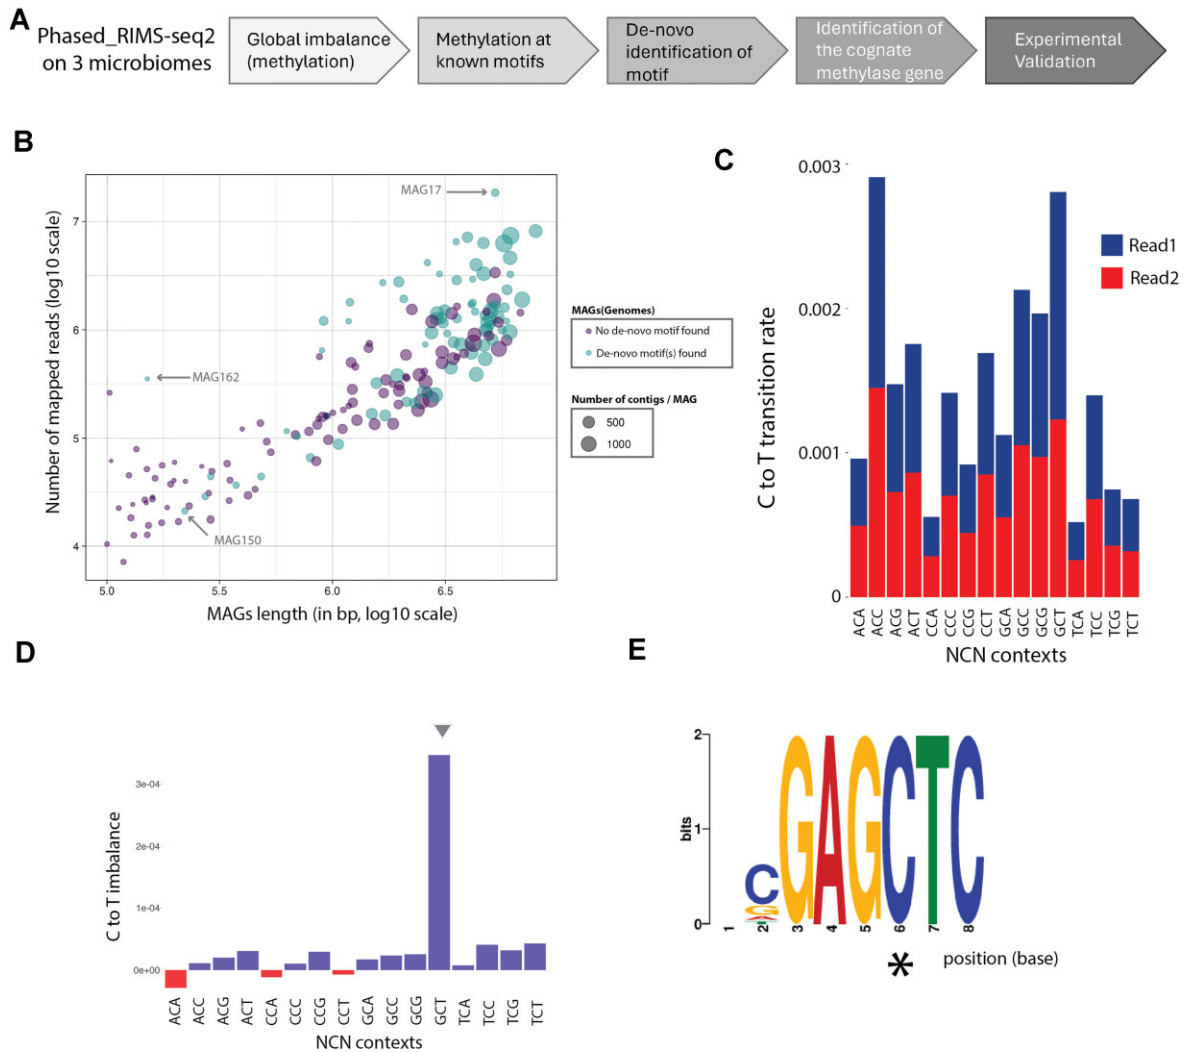 A
Phased_RIMS-seq2
on 3 microbiomes
Global imbalance
(methylation)
Methylation at
known motifs
De-novo
identification of
motif
Identification of
the cognate
methylase gene
Experimental
Validation
B
Number of mapped reads (log10 scale)
7
6
5
4
MAG17
MAG162
MAG150
5.0
5.5
6.0
6.5
MAGs length (in bp, log10 scale)
MAGs(Genomes)
No de-novo motif found
De-novo motif(s) found
Number of contigs / MAG
500
1000
C
C to T transition rate
0.003
0.002
0.001
0
Read1
Read2
ACA
ACC
ACG
ACT
CCA
CCC
CCG
CCT
GCA
GCC
GCG
GCT
TCA
TCC
TCG
TCT
NCN contexts
D
C to T imbalance
3e-04
2e-04
1e-04
0e+00
ACA
ACC
ACG
ACT
CCA
CCC
CCG
CCT
GCA
GCC
GCG
GCT
TCA
TCC
TCG
TCT
NCN contexts
E
bits
2
1
0
C
G
A
T
GAGCTC
1
2
3
4
5
6
7
8
*
position (base)